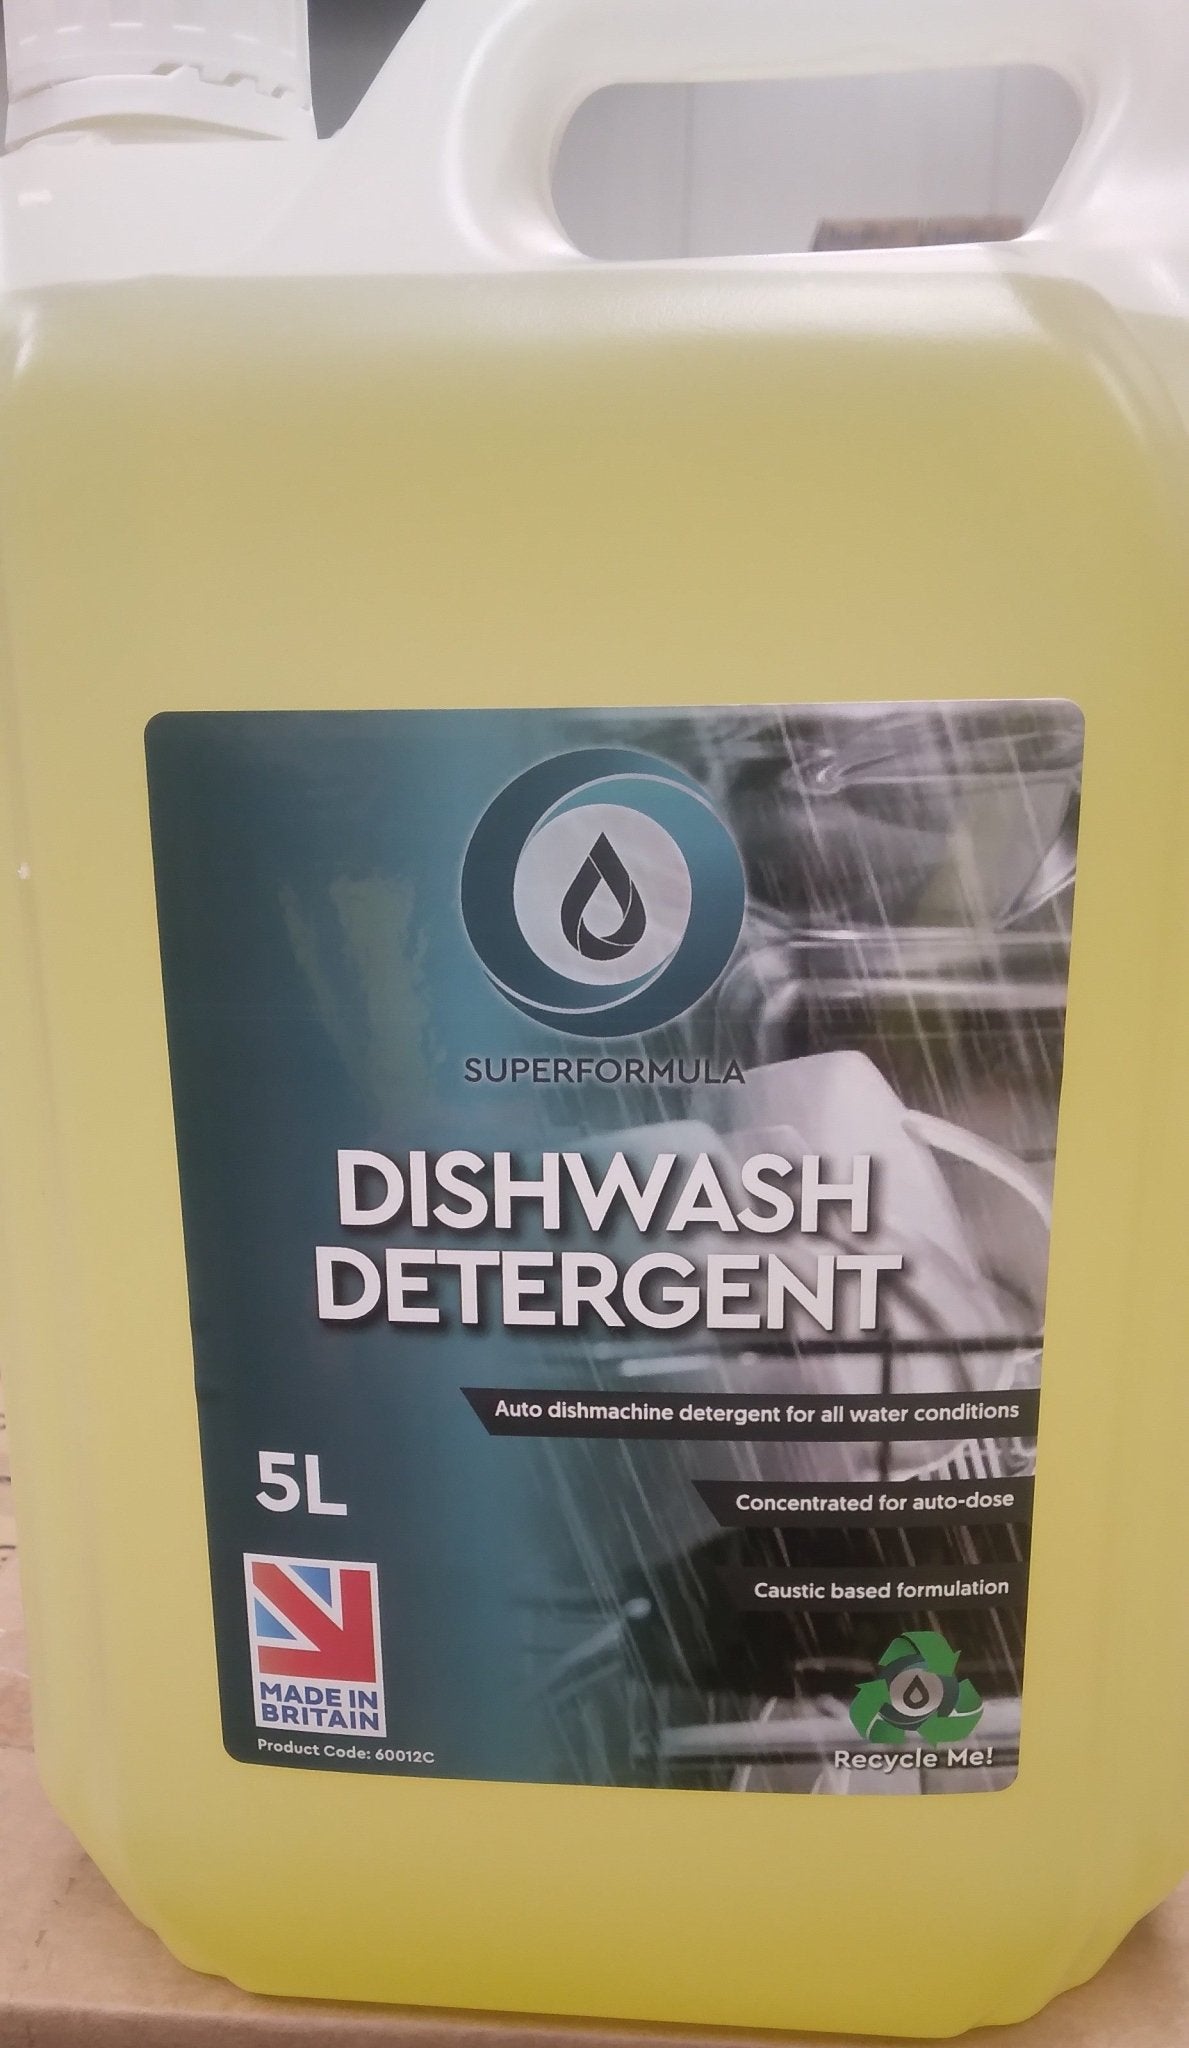 SUPERFORMULA
DISHWASH
DETERGENT
Auto dishmachine detergent for all water conditions
5L
Concentrated for auto-dose
Caustic based formulation
MADE IN
BRITAIN
Product Code: 60012C
Recycle Me!